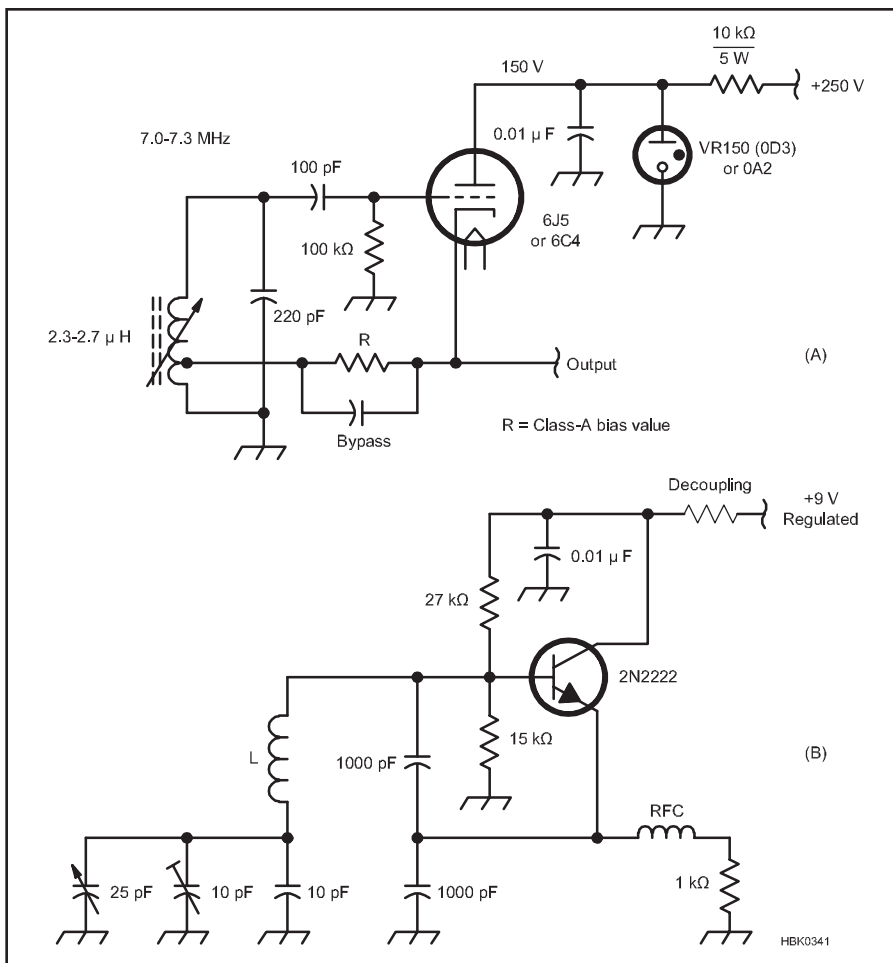 10 kΩ
5 W
150 V
+250 V
7.0-7.3 MHz
0.01 µ F
VR150 (0D3)
or 0A2
100 pF
6J5
or 6C4
100 kΩ
220 pF
2.3-2.7 µ H
R
(A)
Output
Bypass
R = Class-A bias value
Decoupling
+9 V
Regulated
0.01 µ F
27 kΩ
2N2222
15 kΩ
(B)
L
1000 pF
RFC
25 pF
10 pF
10 pF
1000 pF
1 kΩ
HBK0341